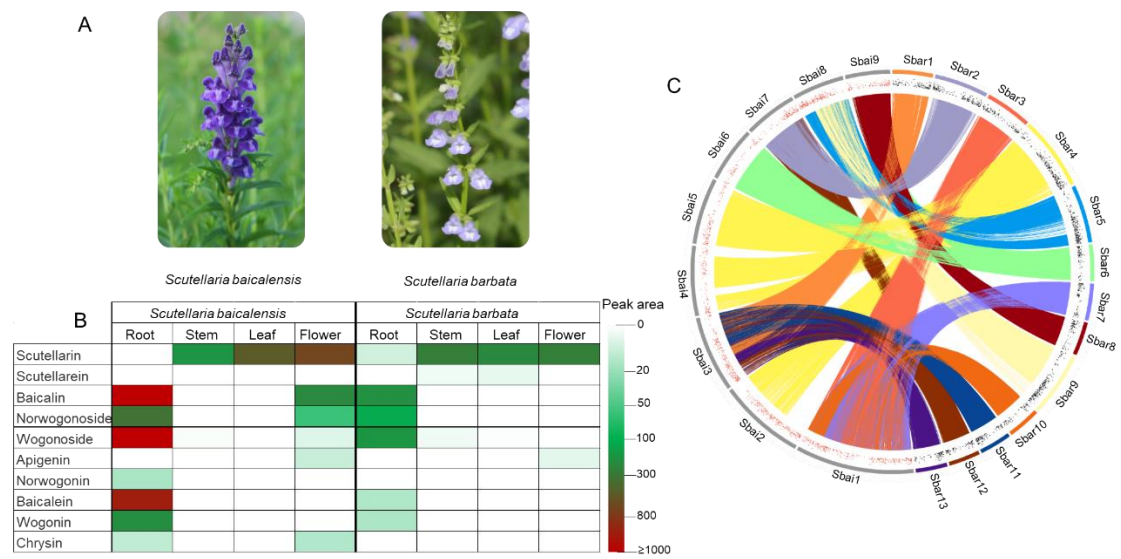 A
Scutellaria baicalensis
Scutellaria barbata
B
Scutellaria baicalensis
Scutellaria barbata
Root Stem Leaf Flower Root Stem Leaf Flower
Scutellarin
Scutellarein
Baicalin
Norwogonoside
Wogonoside
Apigenin
Norwogonin
Baicalein
Wogonin
Chrysin
Peak area
0
20
50
100
300
800
≥1000
C
Sbai9
Sbar1
Sbar2
Sbar3
Sbar4
Sbar5
Sbar6
Sbar7
Sbar8
Sbar9
Sbar10
Sbar11
Sbar12
Sbar13
Sbai1
Sbai2
Sbai3
Sbai4
Sbai5
Sbai6
Sbai7
Sbai8